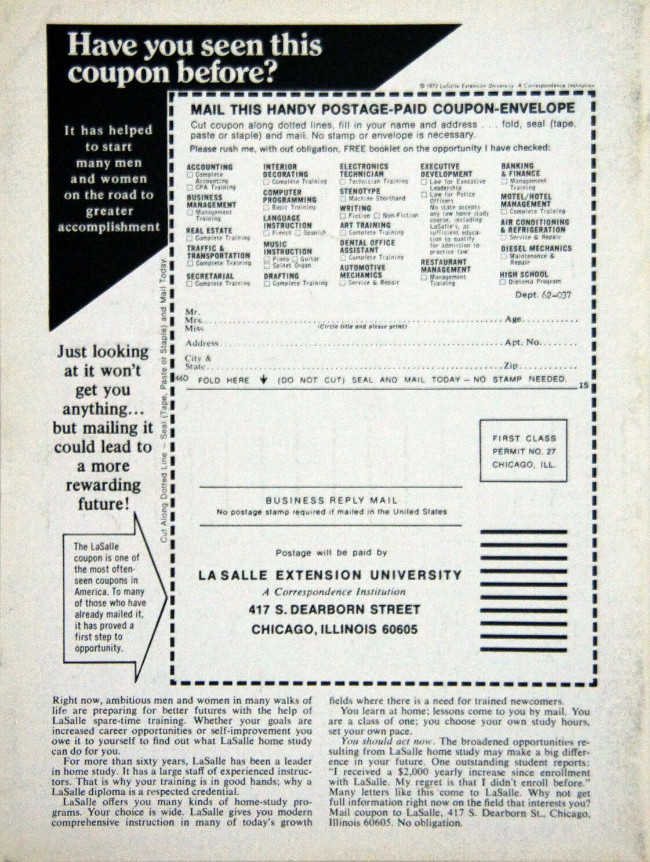 Have you seen this
coupon before?
© 1972 LaSalle Extension University, A Correspondence Institution
It has helped
to start
many men
and women
on the road to
greater
accomplishment
MAIL THIS HANDY POSTAGE-PAID COUPON-ENVELOPE
Cut coupon along dotted lines, fill in your name and address . . . fold, seal (tape,
paste or staple) and mail. No stamp or envelope is necessary.
Please rush me, with out obligation, FREE booklet on the opportunity I have checked:
ACCOUNTING
☐ Complete
Accounting
☐ CPA Training
BUSINESS
MANAGEMENT
☐ Management
Training
REAL ESTATE
☐ Complete Training
TRAFFIC &
TRANSPORTATION
☐ Complete Training
SECRETARIAL
☐ Complete Training
INTERIOR
DECORATING
☐ Complete Training
COMPUTER
PROGRAMMING
☐ Basic Training
LANGUAGE
INSTRUCTION
☐ French ☐ Spanish
MUSIC
INSTRUCTION
☐ Piano ☐ Guitar
☐ Spinet Organ
DRAFTING
☐ Complete Training
ELECTRONICS
TECHNICIAN
☐ Technician Training
STENOTYPE
☐ Machine Shorthand
WRITING
☐ Fiction ☐ Non-Fiction
ART TRAINING
☐ Complete Training
DENTAL OFFICE
ASSISTANT
☐ Complete Training
AUTOMOTIVE
MECHANICS
☐ Service & Repair
EXECUTIVE
DEVELOPMENT
☐ Law for Executive
Leadership
☐ Law for Police
Officers
No state accepts
any law home study
course, including
LaSalle's, as
sufficient educa-
tion to qualify
for admission to
practice law.
RESTAURANT
MANAGEMENT
☐ Management
Training
BANKING
& FINANCE
☐ Management
Training
MOTEL/HOTEL
MANAGEMENT
☐ Complete Training
AIR CONDITIONING
& REFRIGERATION
☐ Service & Repair
DIESEL MECHANICS
☐ Maintenance &
Repair
HIGH SCHOOL
☐ Diploma Program
Dept. 62-037
Mr.
Mrs.
Miss
Age
(Circle title and please print)
Address
Apt. No.
City &
State
Zip
46D FOLD HERE (DO NOT CUT) SEAL AND MAIL TODAY — NO STAMP NEEDED.
15
Cut Along Dotted Line — Seal (Tape, Paste or Staple) and Mail Today.
Just looking
at it won't
get you
anything...
but mailing it
could lead to
a more
rewarding
future!
The LaSalle
coupon is one of
the most often-
seen coupons in
America. To many
of those who have
already mailed it,
it has proved a
first step to
opportunity.
FIRST CLASS
PERMIT NO. 27
CHICAGO, ILL.
BUSINESS REPLY MAIL
No postage stamp required if mailed in the United States
Postage will be paid by
LA SALLE EXTENSION UNIVERSITY
A Correspondence Institution
417 S. DEARBORN STREET
CHICAGO, ILLINOIS 60605
Right now, ambitious men and women in many walks of
life are preparing for better futures with the help of
LaSalle spare-time training. Whether your goals are
increased career opportunities or self-improvement you
owe it to yourself to find out what LaSalle home study
can do for you.
For more than sixty years, LaSalle has been a leader
in home study. It has a large staff of experienced instruc-
tors. That is why your training is in good hands; why a
LaSalle diploma is a respected credential.
LaSalle offers you many kinds of home-study pro-
grams. Your choice is wide. LaSalle gives you modern
comprehensive instruction in many of today's growth
fields where there is a need for trained newcomers.
You learn at home; lessons come to you by mail. You
are a class of one; you choose your own study hours,
set your own pace.
You should act now. The broadened opportunities re-
sulting from LaSalle home study may make a big differ-
ence in your future. One outstanding student reports:
"I received a $2,000 yearly increase since enrollment
with LaSalle. My regret is that I didn't enroll before."
Many letters like this come to LaSalle. Why not get
full information right now on the field that interests you?
Mail coupon to LaSalle, 417 S. Dearborn St., Chicago,
Illinois 60605. No obligation.